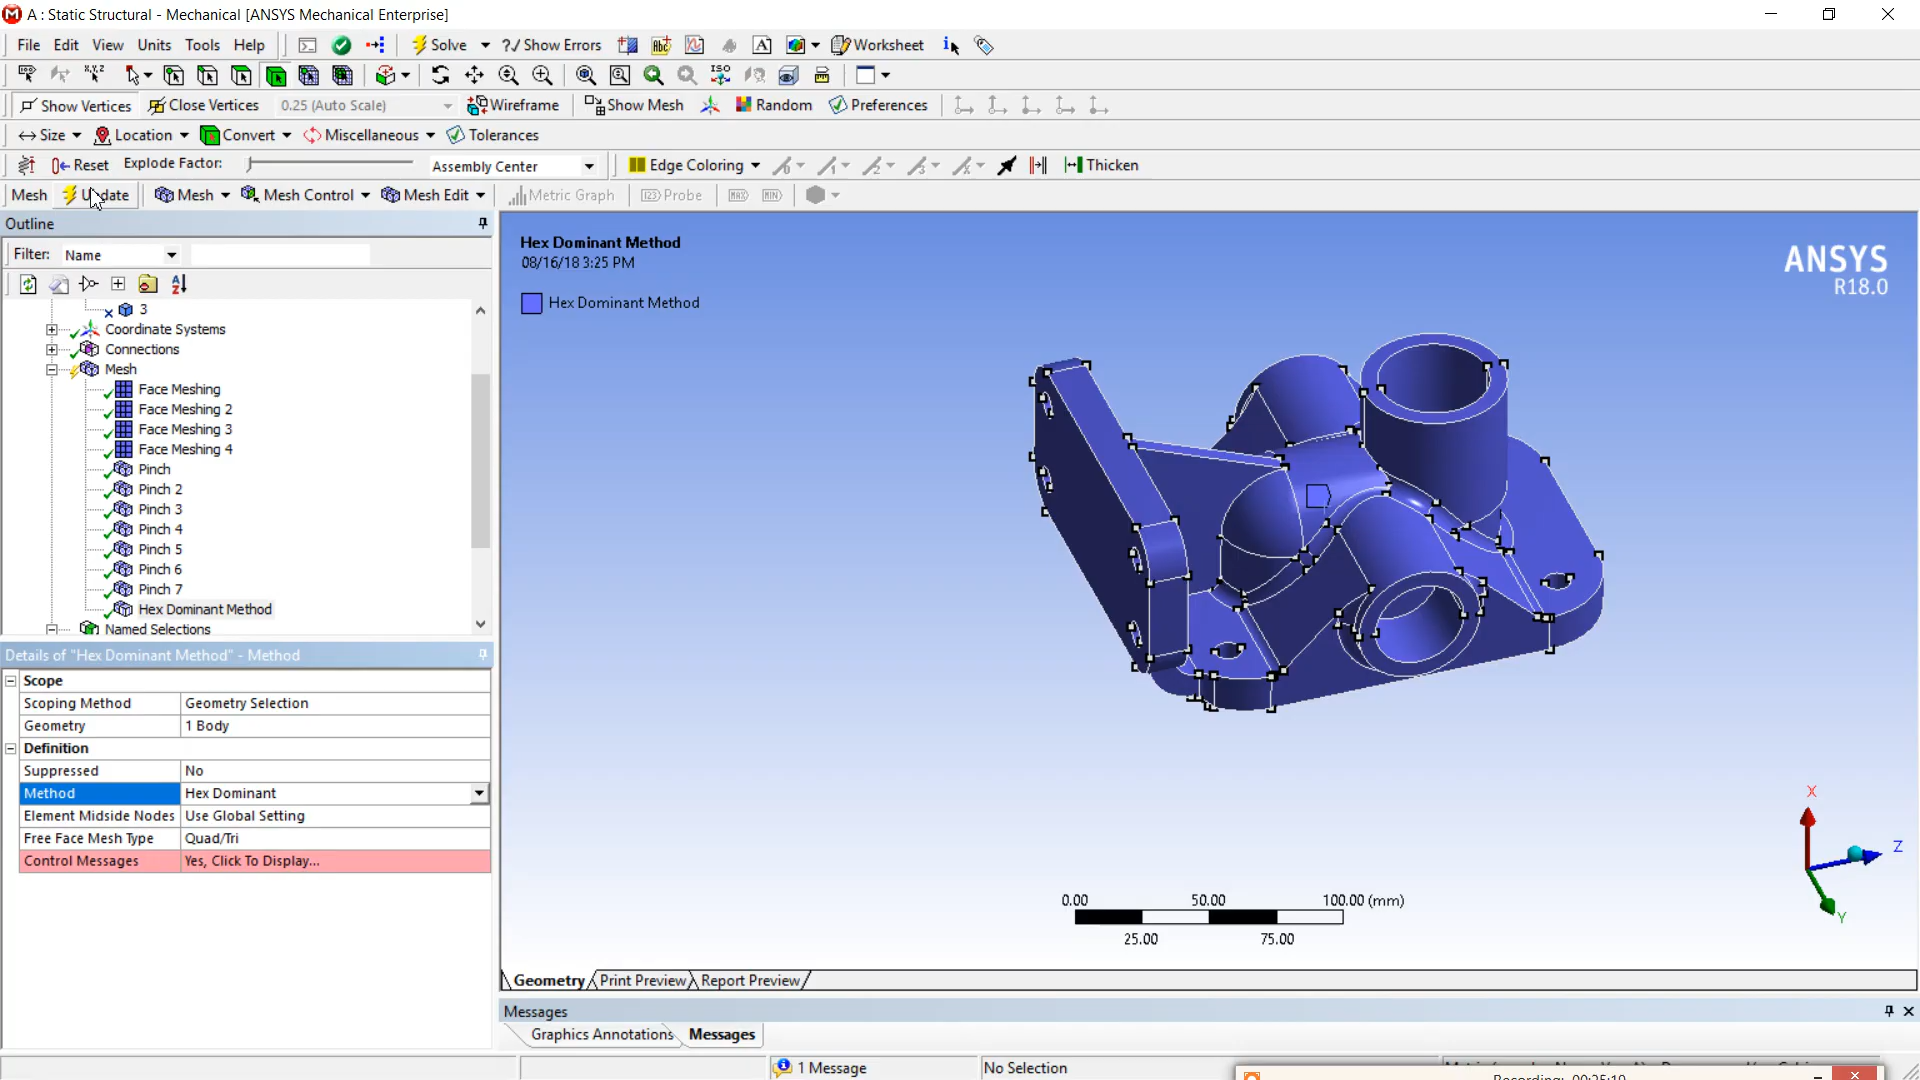 A : Static Structural - Mechanical [ANSYS Mechanical Enterprise]
File Edit View Units Tools Help Solve ?/ Show Errors Worksheet
ISO
Show Vertices Close Vertices 0.25 (Auto Scale) Wireframe Show Mesh Random Preferences
Size Location Convert Miscellaneous Tolerances
Reset Explode Factor: Assembly Center Edge Coloring Thicken
Mesh Update Mesh Mesh Control Mesh Edit Metric Graph Probe MAX MIN
Outline
Filter: Name
3
Coordinate Systems
Connections
Mesh
Face Meshing
Face Meshing 2
Face Meshing 3
Face Meshing 4
Pinch
Pinch 2
Pinch 3
Pinch 4
Pinch 5
Pinch 6
Pinch 7
Hex Dominant Method
Named Selections
Details of "Hex Dominant Method" - Method
Scope
Scoping Method Geometry Selection
Geometry 1 Body
Definition
Suppressed No
Method Hex Dominant
Element Midside Nodes Use Global Setting
Free Face Mesh Type Quad/Tri
Control Messages Yes, Click To Display...
Hex Dominant Method
08/16/18 3:25 PM
Hex Dominant Method
ANSYS
R18.0
X
Z
Y
0.00 50.00 100.00 (mm)
25.00 75.00
Geometry Print Preview Report Preview
Messages
Graphics Annotations Messages
1 Message No Selection
Recording: 00:25:19